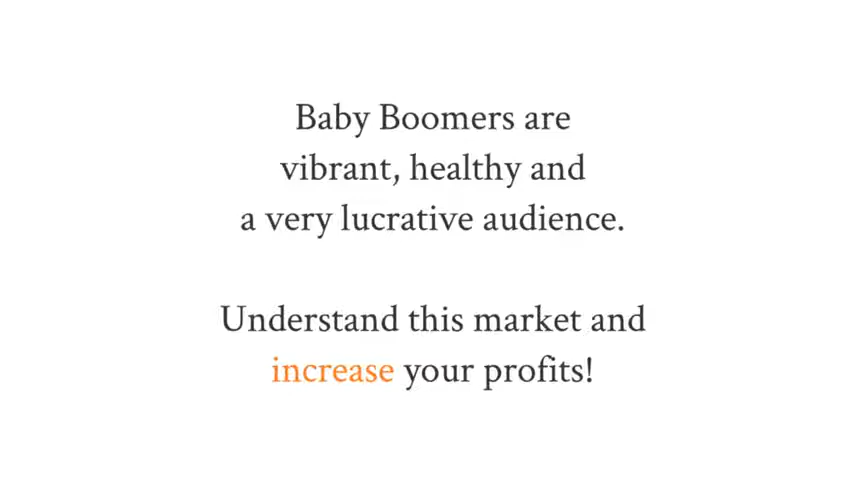 Baby Boomers are
vibrant, healthy and
a very lucrative audience.
Understand this market and
increase your profits!